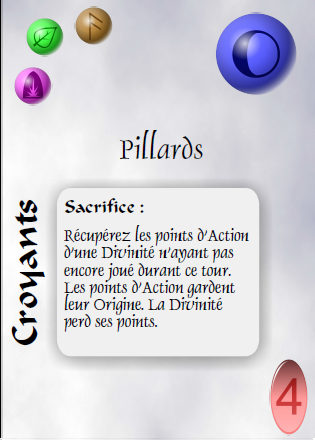 Pillards
Croyants
Sacrifice :
Récupérez les points d'Action
d'une Divinité n'ayant pas
encore joué durant ce tour.
Les points d'Action gardent
leur Origine. La Divinité
perd ses points.
4